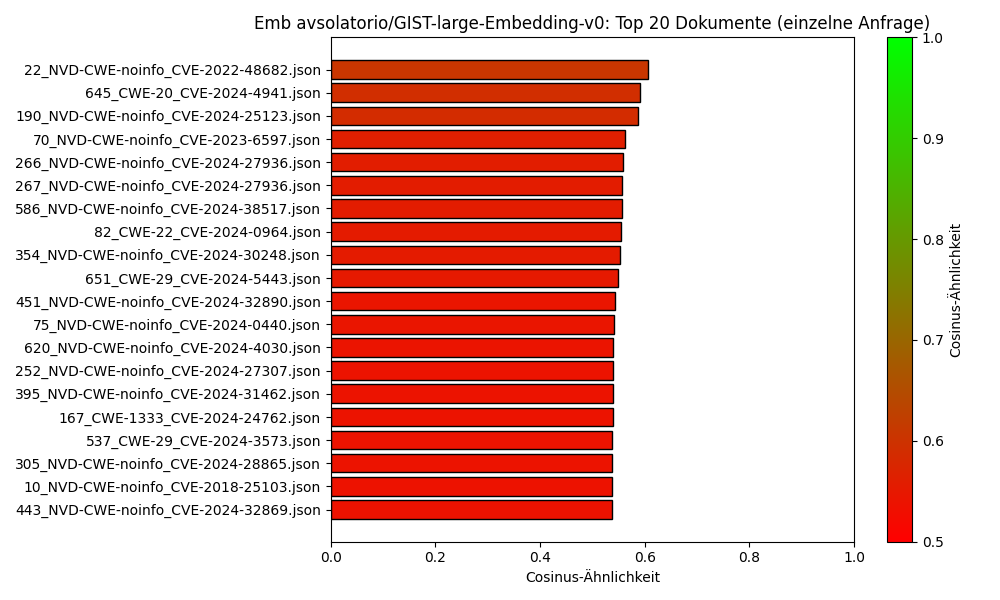 Emb avsolatorio/GIST-large-Embedding-v0: Top 20 Dokumente (einzelne Anfrage)
22_NVD-CWE-noinfo_CVE-2022-48682.json
645_CWE-20_CVE-2024-4941.json
190_NVD-CWE-noinfo_CVE-2024-25123.json
70_NVD-CWE-noinfo_CVE-2023-6597.json
266_NVD-CWE-noinfo_CVE-2024-27936.json
267_NVD-CWE-noinfo_CVE-2024-27936.json
586_NVD-CWE-noinfo_CVE-2024-38517.json
82_CWE-22_CVE-2024-0964.json
354_NVD-CWE-noinfo_CVE-2024-30248.json
651_CWE-29_CVE-2024-5443.json
451_NVD-CWE-noinfo_CVE-2024-32890.json
75_NVD-CWE-noinfo_CVE-2024-0440.json
620_NVD-CWE-noinfo_CVE-2024-4030.json
252_NVD-CWE-noinfo_CVE-2024-27307.json
395_NVD-CWE-noinfo_CVE-2024-31462.json
167_CWE-1333_CVE-2024-24762.json
537_CWE-29_CVE-2024-3573.json
305_NVD-CWE-noinfo_CVE-2024-28865.json
10_NVD-CWE-noinfo_CVE-2018-25103.json
443_NVD-CWE-noinfo_CVE-2024-32869.json
0.0 0.2 0.4 0.6 0.8 1.0
Cosinus-Ähnlichkeit
1.0
0.9
0.8
0.7
0.6
0.5
Cosinus-Ähnlichkeit